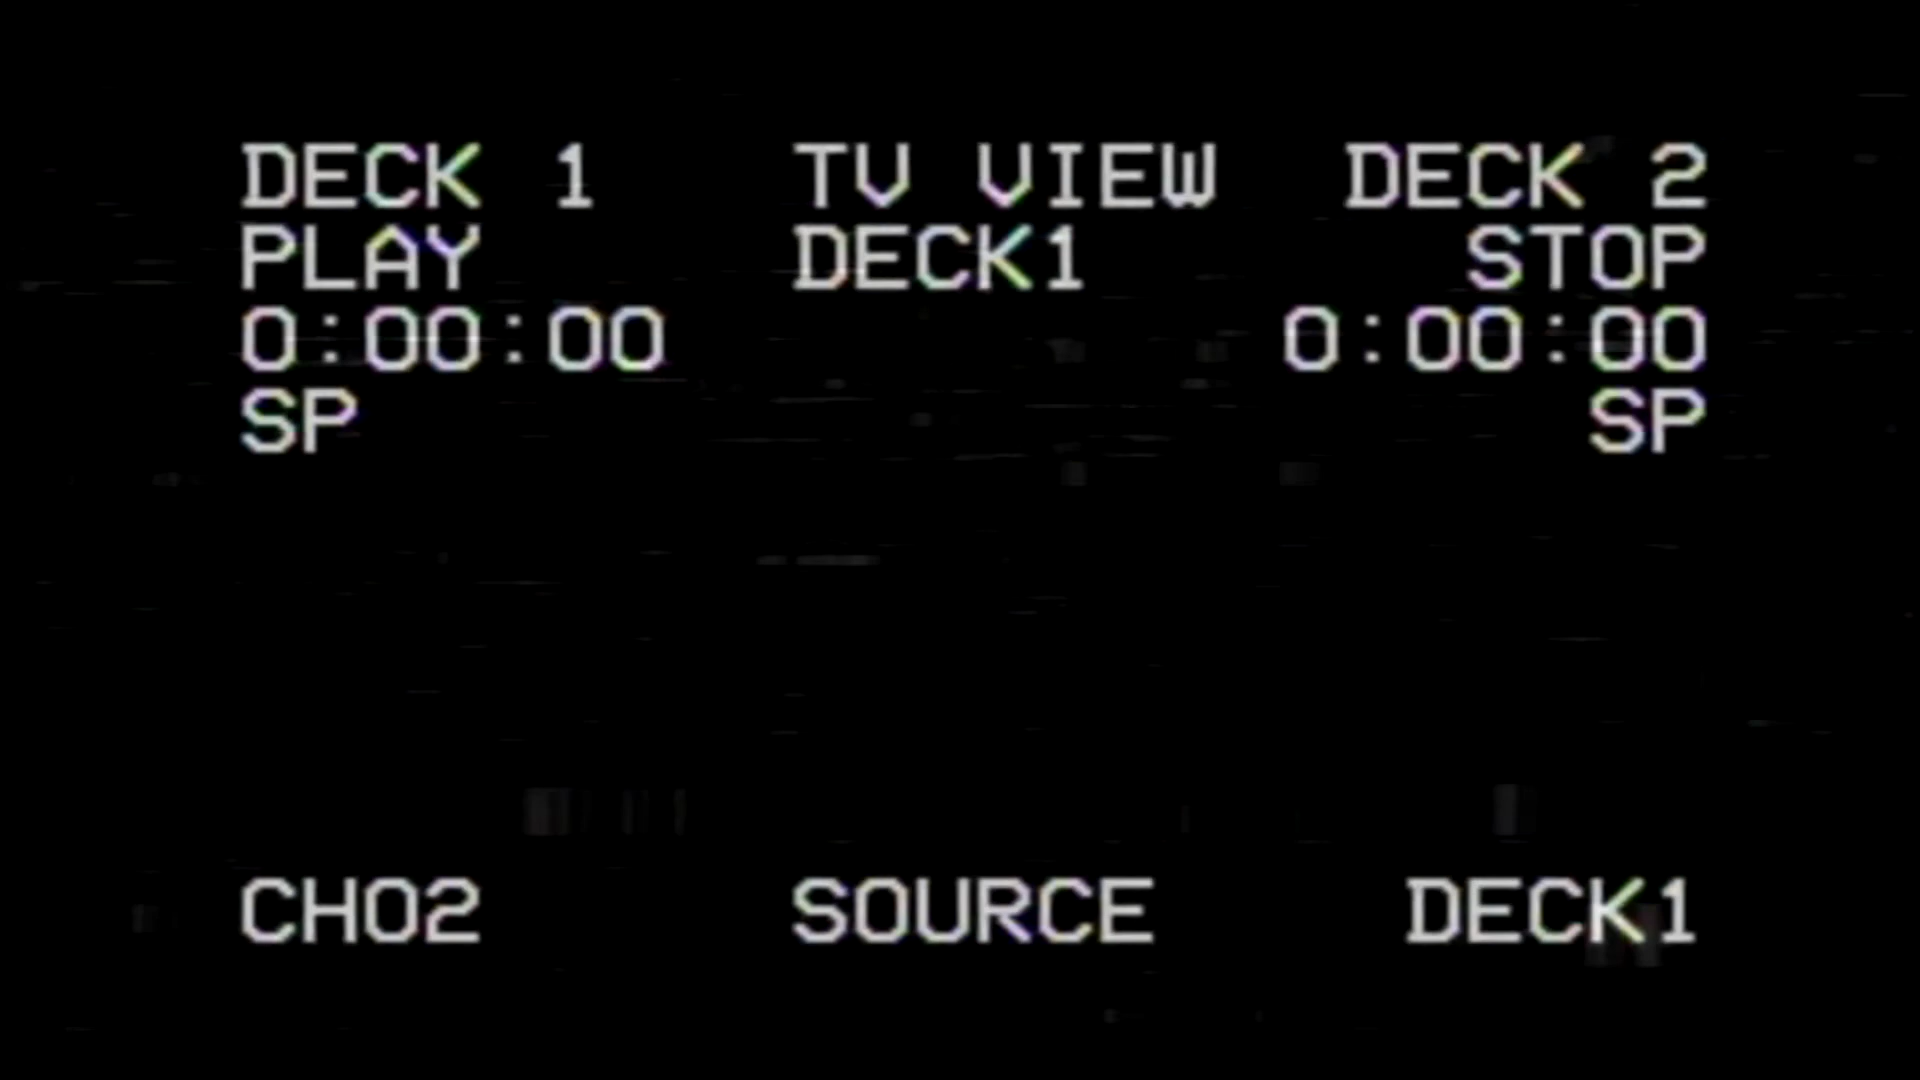 DECK 1 TV VIEW DECK 2
PLAY DECK1 STOP
0:00:00 0:00:00
SP SP
CH02 SOURCE DECK1